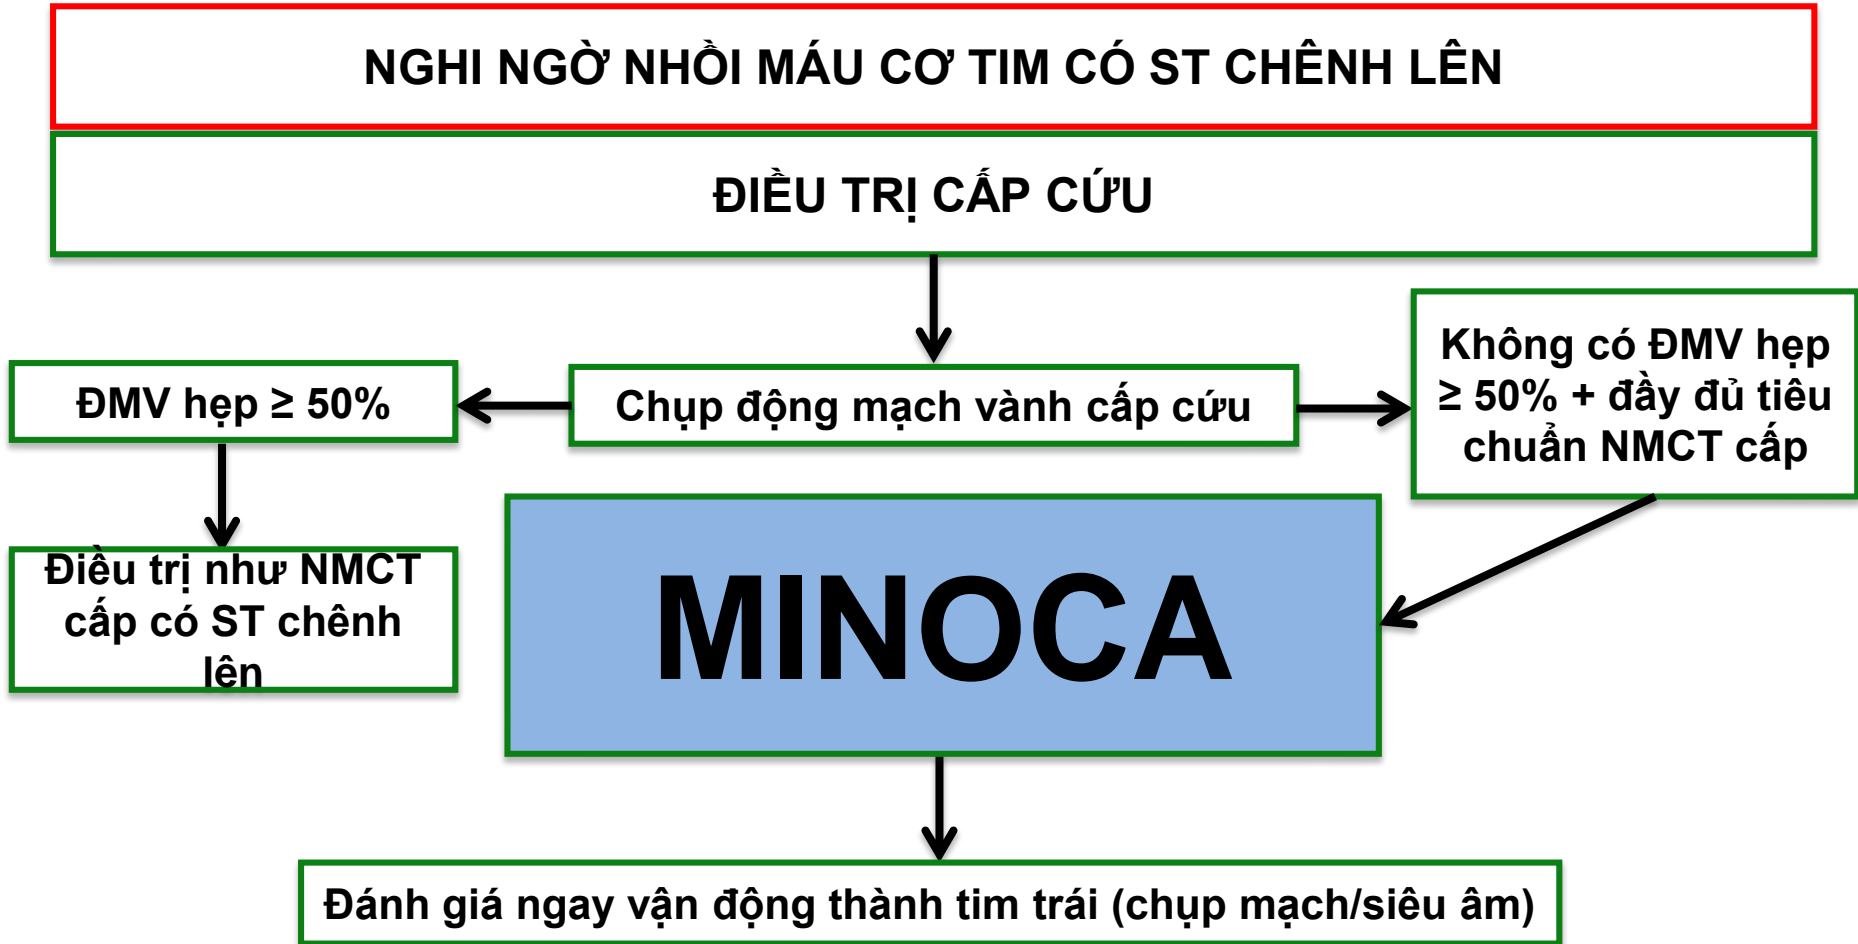 NGHI NGỜ NHỒI MÁU CƠ TIM CÓ ST CHÊNH LÊN
ĐIỀU TRỊ CẤP CỨU
ĐMV hẹp ≥ 50%
Chụp động mạch vành cấp cứu
Không có ĐMV hẹp
≥ 50% + đầy đủ tiêu
chuẩn NMCT cấp
Điều trị như NMCT
cấp có ST chênh
lên
MINOCA
Đánh giá ngay vận động thành tim trái (chụp mạch/siêu âm)